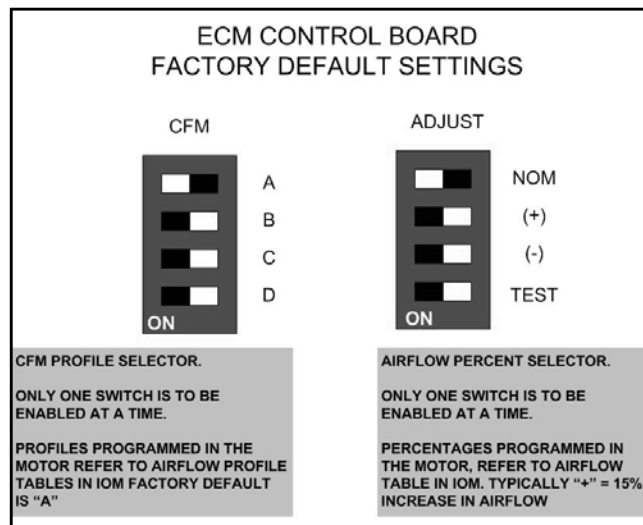 ECM CONTROL BOARD
FACTORY DEFAULT SETTINGS
CFM
A
B
C
D
ON
ADJUST
NOM
(+)
(-)
TEST
ON
CFM PROFILE SELECTOR.
ONLY ONE SWITCH IS TO BE
ENABLED AT A TIME.
PROFILES PROGRAMMED IN THE
MOTOR REFER TO AIRFLOW PROFILE
TABLES IN IOM FACTORY DEFAULT
IS “A”
AIRFLOW PERCENT SELECTOR.
ONLY ONE SWITCH IS TO BE
ENABLED AT A TIME.
PERCENTAGES PROGRAMMED IN
THE MOTOR, REFER TO AIRFLOW
TABLE IN IOM. TYPICALLY “+” = 15%
INCREASE IN AIRFLOW